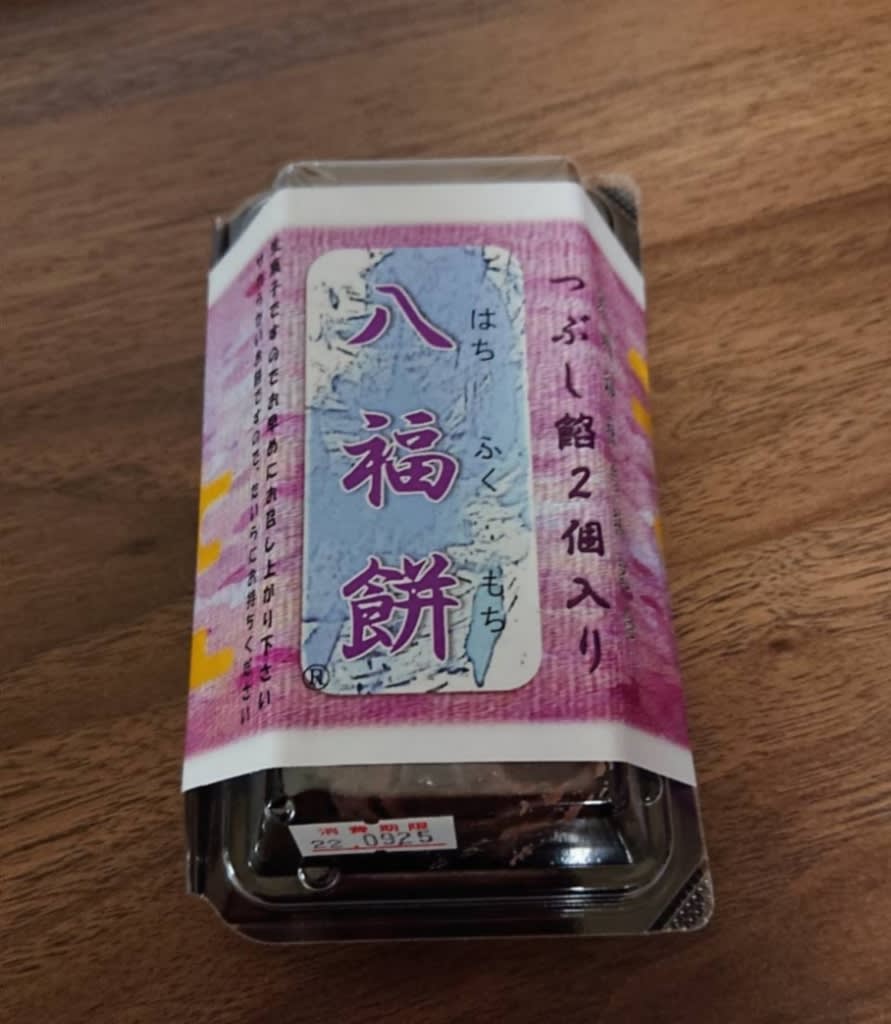 つぶし餡2個入り
八福餅
はち ふく もち
®
生菓子ですのでお早めにお召し上がり下さい
消費期限
22.0925